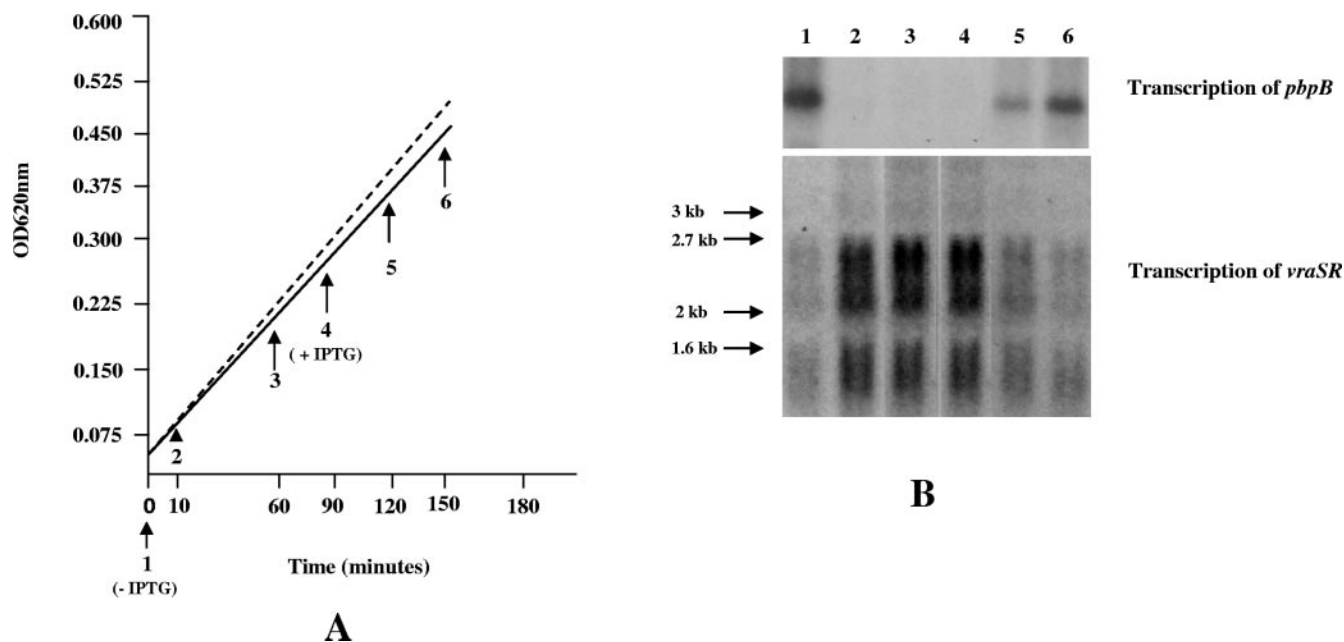 0.600
0.525
0.450
0.375
0.300
0.225
0.150
0.075
OD620nm
1
2
3
4
5
6
(+ IPTG)
0 10 60 90 120 150 180
1
(- IPTG)
Time (minutes)
A
1 2 3 4 5 6
Transcription of pbpB
3 kb
2.7 kb
2 kb
1.6 kb
Transcription of vraSR
B